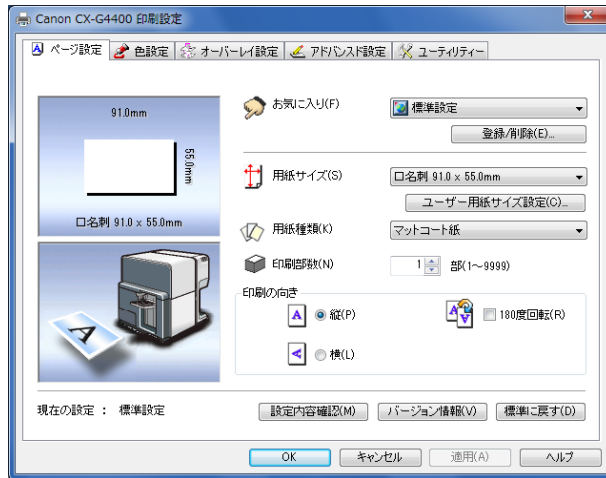 Canon CX-G4400 印刷設定
ページ設定 色設定 オーバーレイ設定 アドバンスド設定 ユーティリティー
91.0mm
55.0mm
口名刺 91.0 x 55.0mm
お気に入り(F) 標準設定
登録/削除(E)...
用紙サイズ(S) 口名刺 91.0 x 55.0mm
ユーザー用紙サイズ設定(C)...
用紙種類(K) マットコート紙
印刷部数(N) 1 部(1～9999)
印刷の向き
A 縦(P) 180度回転(R)
A 横(L)
現在の設定 : 標準設定
設定内容確認(M) バージョン情報(V) 標準に戻す(D)
OK キャンセル 適用(A) ヘルプ